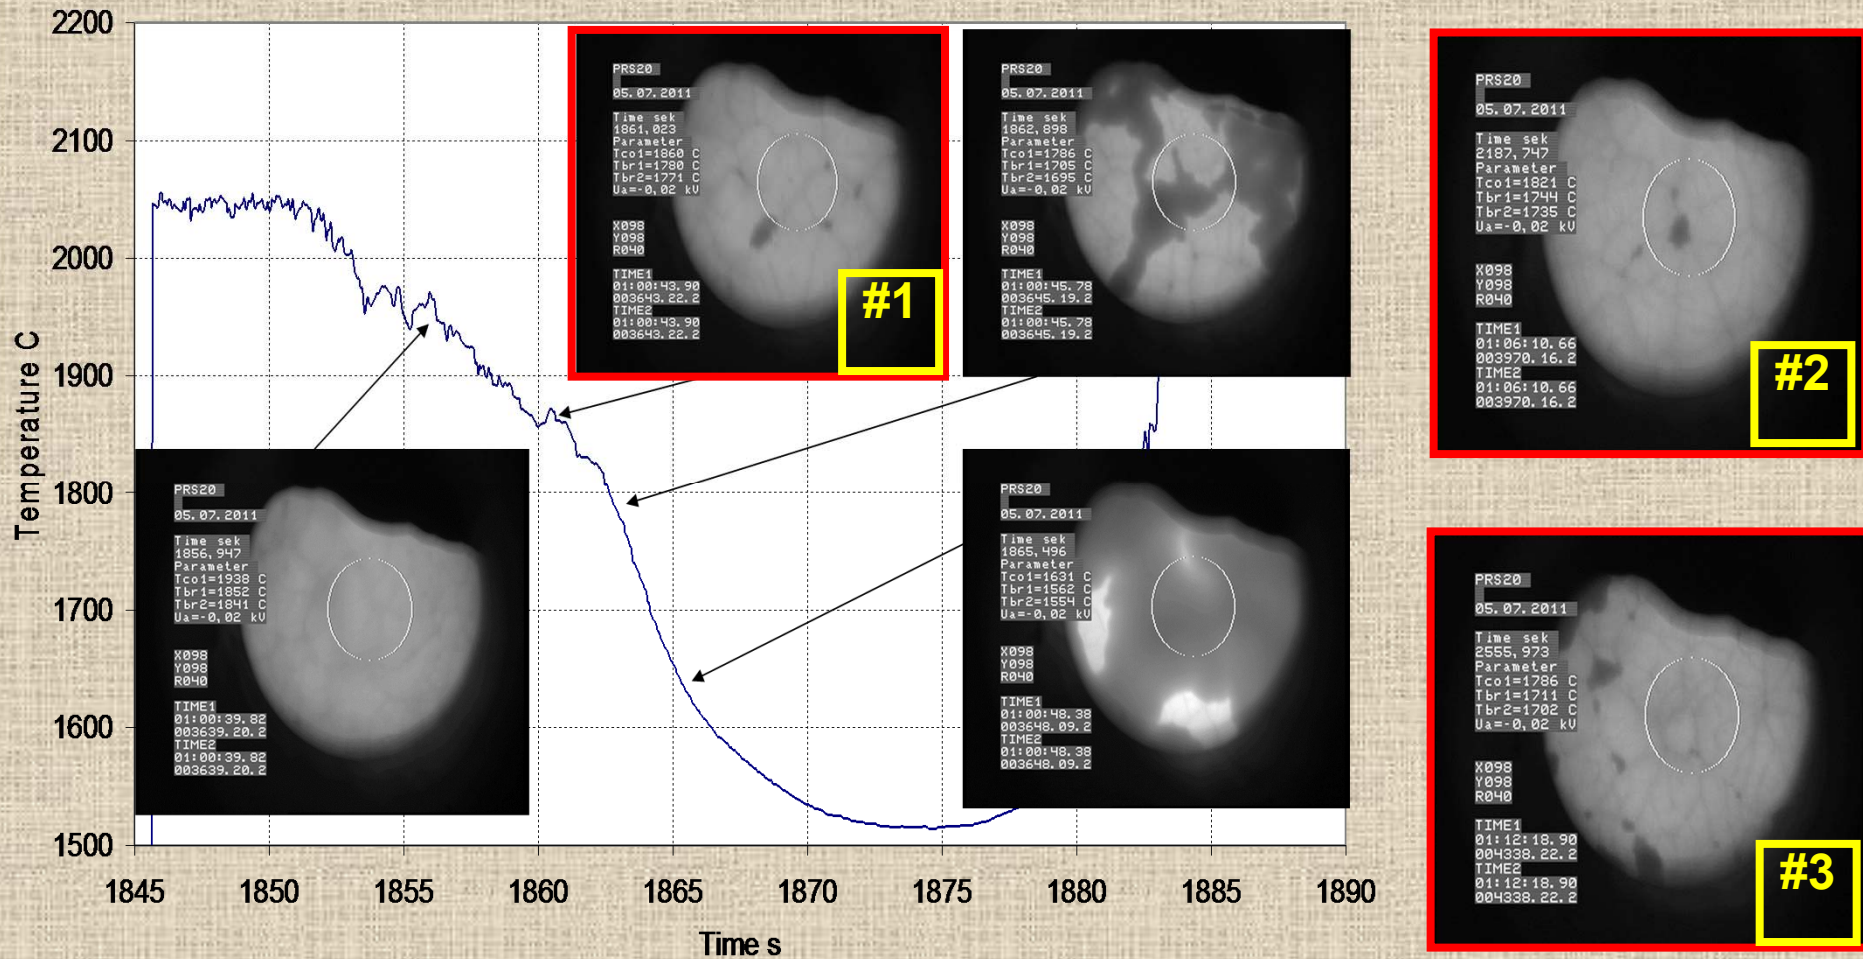 2200
2100
2000
1900
1800
1700
1600
1500
Temperature C
1845
1850
1855
1860
1865
1870
1875
1880
1885
1890
Time s
PRS20
05.07.2011
Time sek
1861,023
Parameter
Tco1=1860 C
Tbr1=1780 C
Tbr2=1771 C
Ua=-0,02 kV
X098
Y098
R040
TIME1
01:00:43.90
003643.22.2
TIME2
01:00:43.90
003643.22.2
#1
PRS20
05.07.2011
Time sek
1862,898
Parameter
Tco1=1786 C
Tbr1=1705 C
Tbr2=1695 C
Ua=-0,02 kV
X098
Y098
R040
TIME1
01:00:45.78
003645.19.2
TIME2
01:00:45.78
003645.19.2
PRS20
05.07.2011
Time sek
1856,947
Parameter
Tco1=1938 C
Tbr1=1852 C
Tbr2=1841 C
Ua=-0,02 kV
X098
Y098
R040
TIME1
01:00:39.82
003639.20.2
TIME2
01:00:39.82
003639.20.2
PRS20
05.07.2011
Time sek
1865,496
Parameter
Tco1=1631 C
Tbr1=1562 C
Tbr2=1554 C
Ua=-0,02 kV
X098
Y098
R040
TIME1
01:00:48.38
003648.09.2
TIME2
01:00:48.38
003648.09.2
PRS20
05.07.2011
Time sek
2187,747
Parameter
Tco1=1821 C
Tbr1=1744 C
Tbr2=1735 C
Ua=-0,02 kV
X098
Y098
R040
TIME1
01:06:10.66
003970.16.2
TIME2
01:06:10.66
003970.16.2
#2
PRS20
05.07.2011
Time sek
2555,973
Parameter
Tco1=1786 C
Tbr1=1711 C
Tbr2=1702 C
Ua=-0,02 kV
X098
Y098
R040
TIME1
01:12:18.90
004338.22.2
TIME2
01:12:18.90
004338.22.2
#3